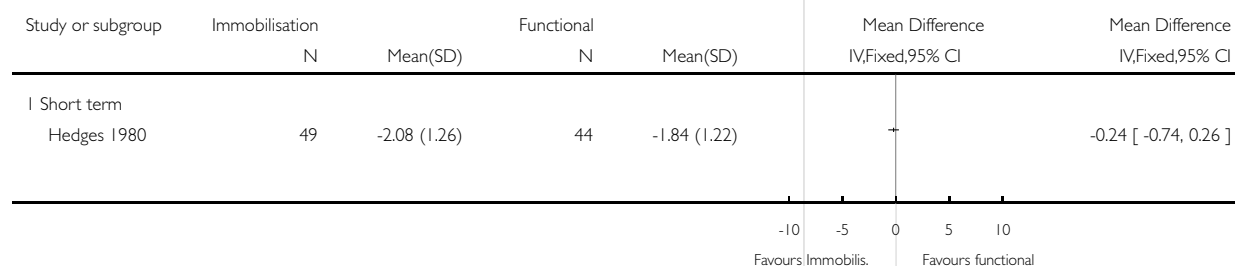 Study or subgroup Immobilisation Functional Mean Difference Mean Difference
N Mean(SD) N Mean(SD) IV,Fixed,95% CI IV,Fixed,95% CI
1 Short term
Hedges 1980 49 -2.08 (1.26) 44 -1.84 (1.22) -0.24 [ -0.74, 0.26 ]
-10 -5 0 5 10
Favours Immobilis. Favours functional